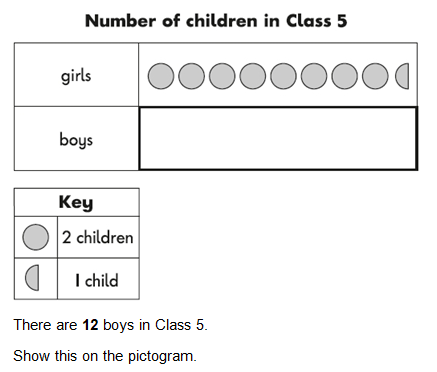 Number of children in Class 5
girls
boys
Key
2 children
1 child
There are 12 boys in Class 5.
Show this on the pictogram.